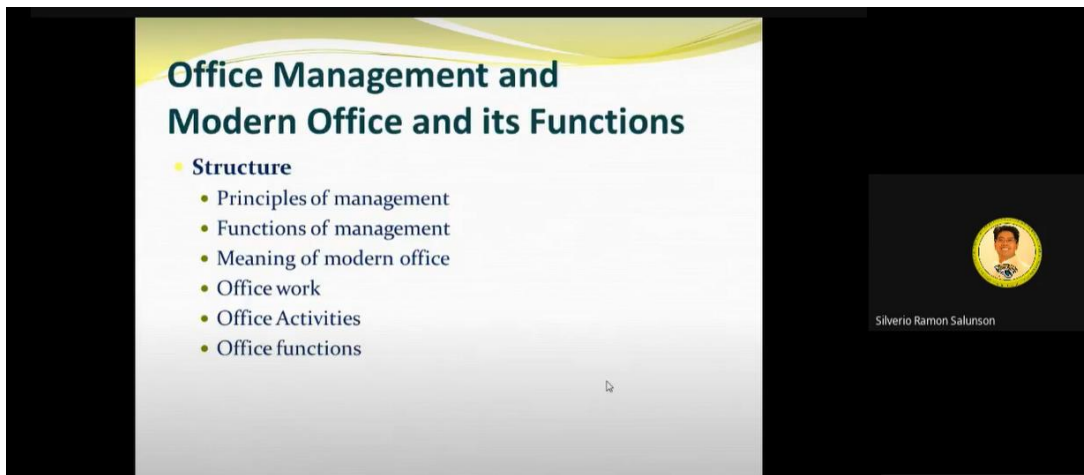 Office Management and
Modern Office and its Functions
Structure
Principles of management
Functions of management
Meaning of modern office
Office work
Office Activities
Office functions
Silverio Ramon Salunson